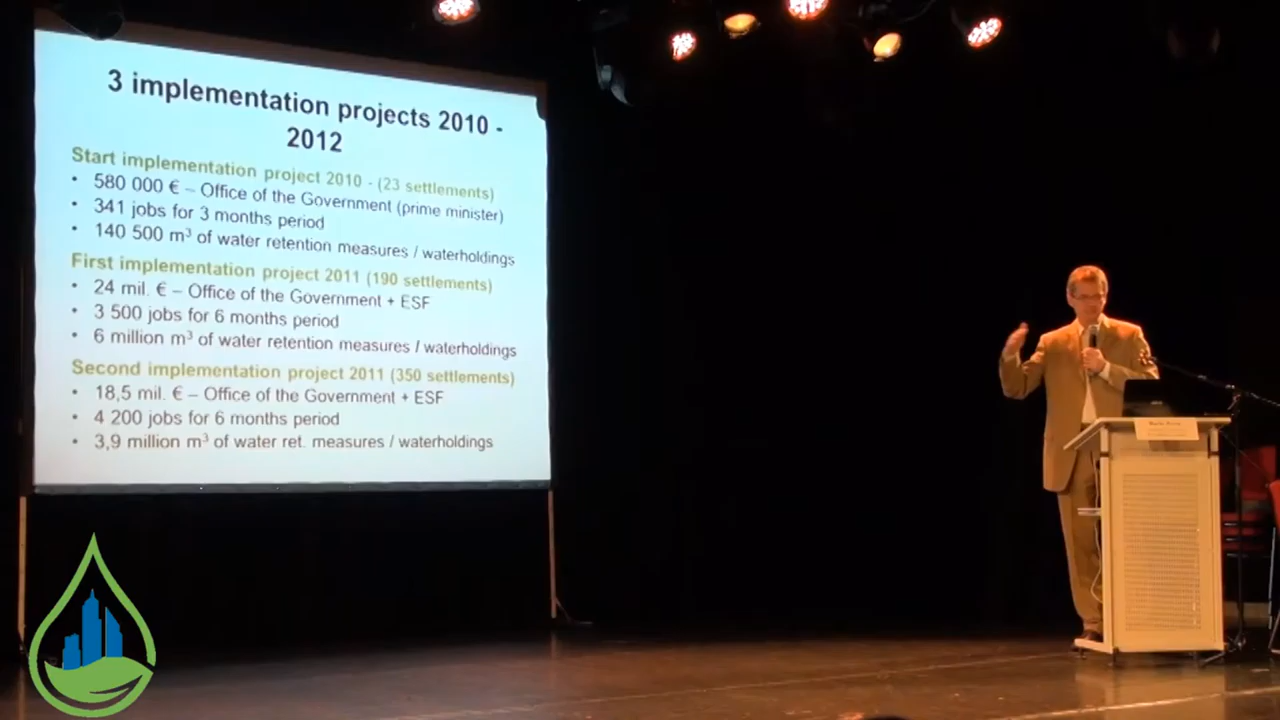 3 implementation projects 2010 -
2012
Start implementation project 2010 - (23 settlements)
• 580 000 € – Office of the Government (prime minister)
• 341 jobs for 3 months period
• 140 500 m³ of water retention measures / waterholdings
First implementation project 2011 (190 settlements)
• 24 mil. € – Office of the Government + ESF
• 3 500 jobs for 6 months period
• 6 million m³ of water retention measures / waterholdings
Second implementation project 2011 (350 settlements)
• 18,5 mil. € – Office of the Government + ESF
• 4 200 jobs for 6 months period
• 3,9 million m³ of water ret. measures / waterholdings